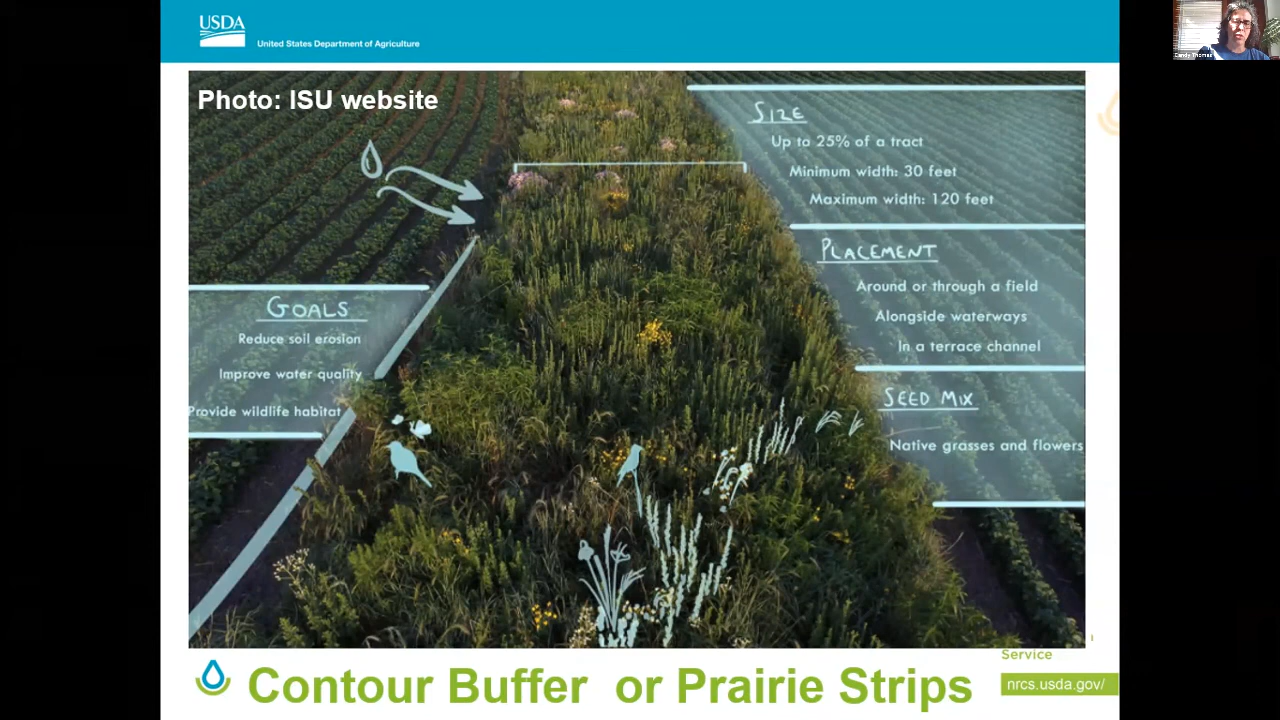 USDA
United States Department of Agriculture
Candy Thomas
Photo: ISU website
SIZE
Up to 25% of a tract
Minimum width: 30 feet
Maximum width: 120 feet
PLACEMENT
Around or through a field
Alongside waterways
In a terrace channel
GOALS
Reduce soil erosion
Improve water quality
Provide wildlife habitat
SEED MIX
Native grasses and flowers
Service
nrcs.usda.gov/
Contour Buffer or Prairie Strips